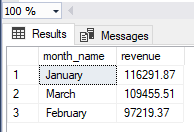 100 %
Results Messages
month_name revenue
1 January 116291.87
2 March 109455.51
3 February 97219.37